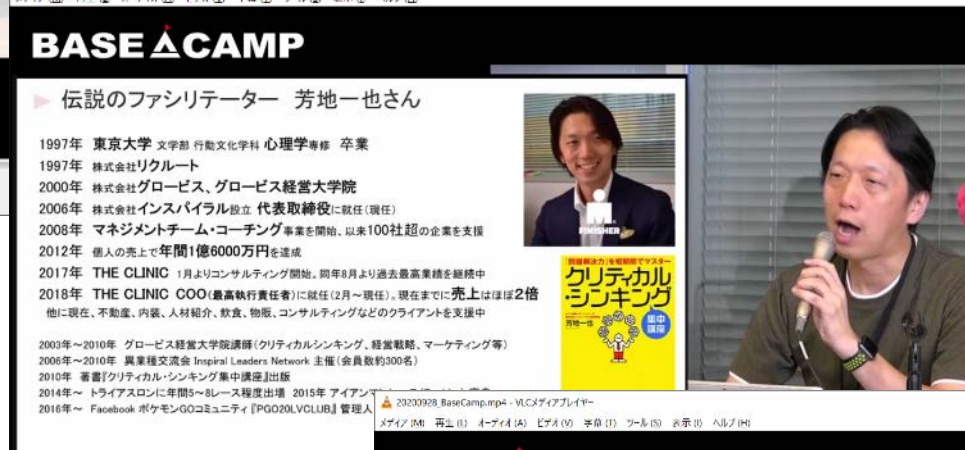 BASE CAMP
伝説のファシリテーター 芳地一也さん
1997年 東京大学 文学部 行動文化学科 心理学専修 卒業
1997年 株式会社リクルート
2000年 株式会社グロービス、グロービス経営大学院
2006年 株式会社インスパイラル設立 代表取締役に就任(現任)
2008年 マネジメントチーム・コーチング事業を開始、以来100社超の企業を支援
2012年 個人の売上で年間1億6000万円を達成
2017年 THE CLINIC 1月よりコンサルティング開始。同年8月より過去最高業績を継続中
2018年 THE CLINIC COO(最高執行責任者)に就任(2月～現任)。現在までに売上はほぼ2倍
他に現在、不動産、内装、人材紹介、飲食、物販、コンサルティングなどのクライアントを支援中
2003年～2010年 グロービス経営大学院講師(クリティカルシンキング、経営戦略、マーケティング等)
2006年～2010年 異業種交流会 Inspiral Leaders Network 主催(会員数約300名)
2010年 著書『クリティカル・シンキング集中講座』出版
2014年～ トライアスロンに年間5～8レース程度出場 2015年 アイアンマン
2016年～ Facebook ポケモンGOコミュニティ『PGO20LVCLUB』管理人
FINISHER
「問題解決力」を短期間でマスター
クリティカル
・シンキング
集中
講座
芳地一也
20200928_BaseCamp.mp4 - VLCメディアプレイヤー
メディア(M) 再生(L) オーディオ(A) ビデオ(V) 字幕(T) ツール(S) 表示(I) ヘルプ(H)